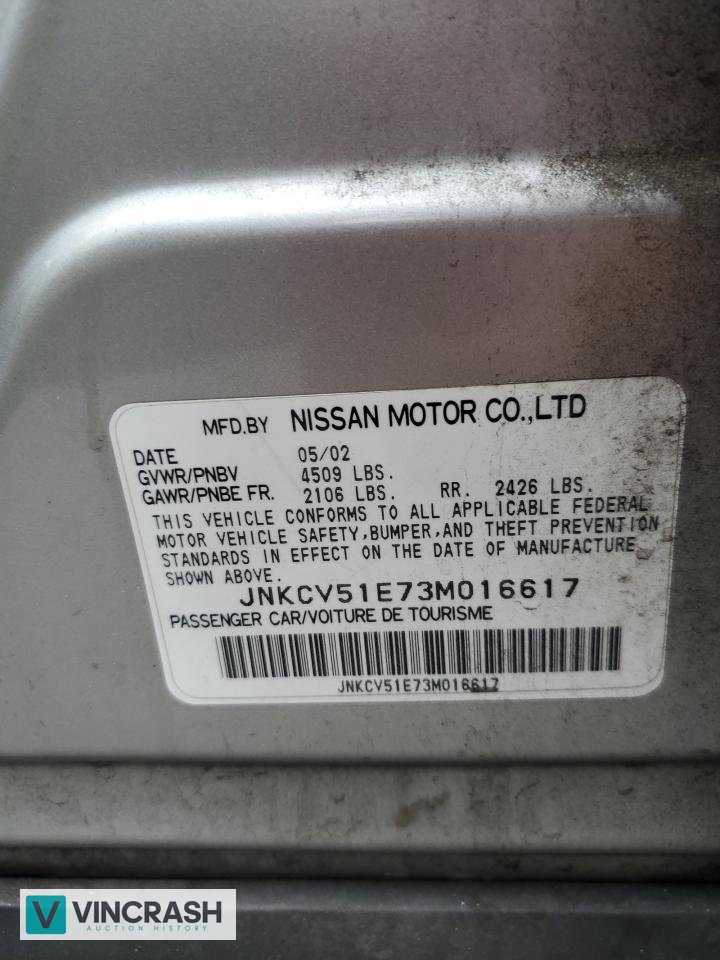 MFD.BY NISSAN MOTOR CO.,LTD
DATE 05/02
GVWR/PNBV 4509 LBS.
GAWR/PNBE FR. 2106 LBS. RR. 2426 LBS.
THIS VEHICLE CONFORMS TO ALL APPLICABLE FEDERAL
MOTOR VEHICLE SAFETY,BUMPER,AND THEFT PREVENTION
STANDARDS IN EFFECT ON THE DATE OF MANUFACTURE
SHOWN ABOVE.
JNKCV51E73M016617
PASSENGER CAR/VOITURE DE TOURISME
JNKCV51E73M016617
V VINCRASH
AUCTION HISTORY